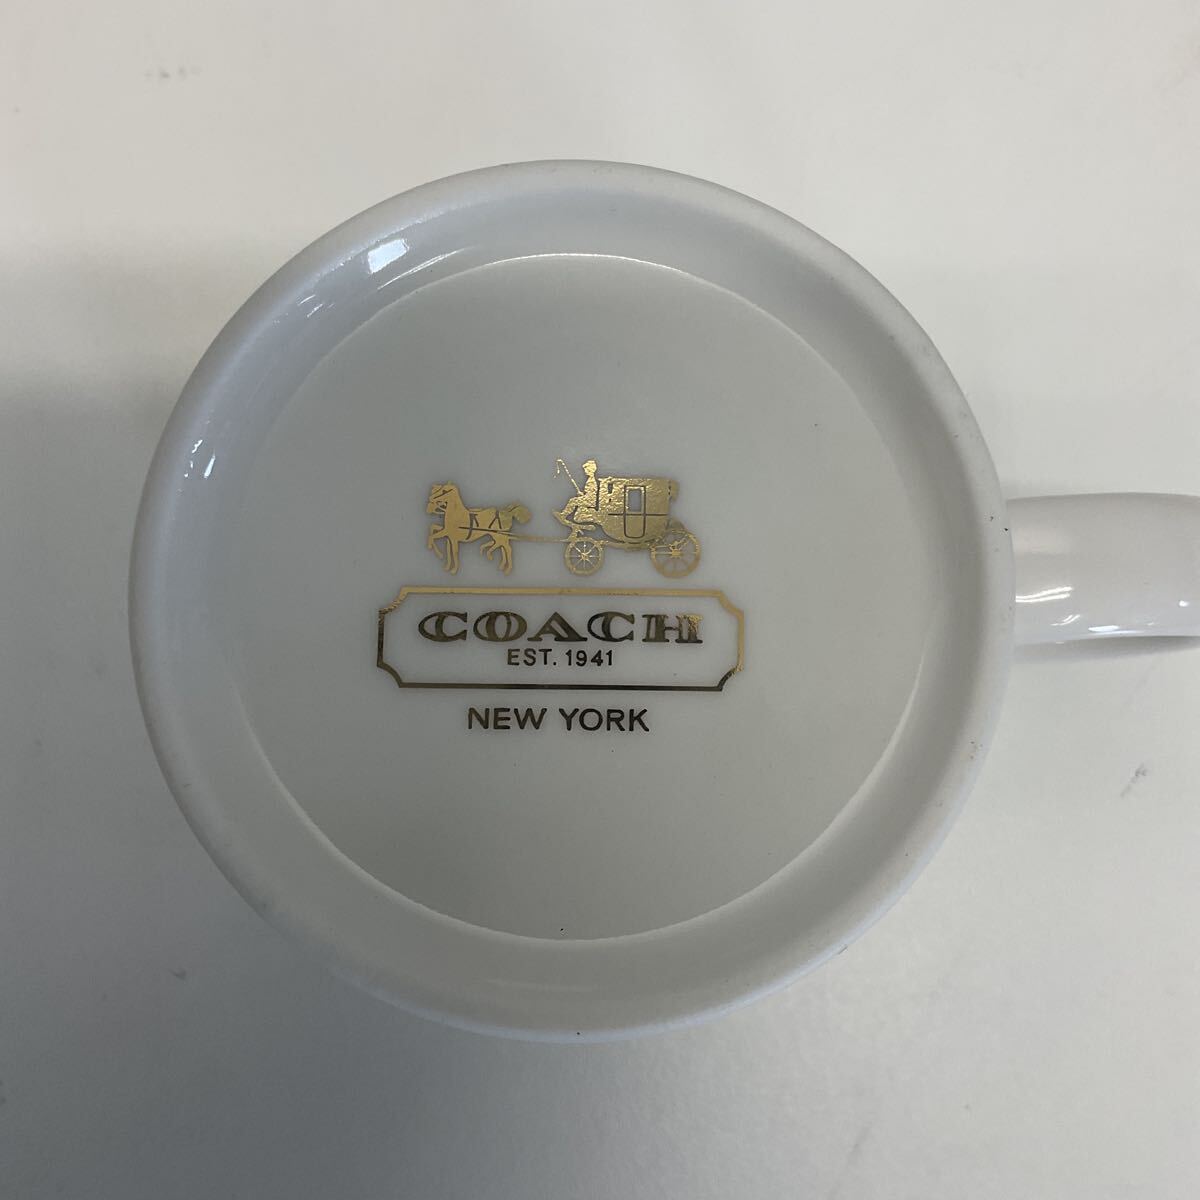 COACH
EST. 1941
NEW YORK